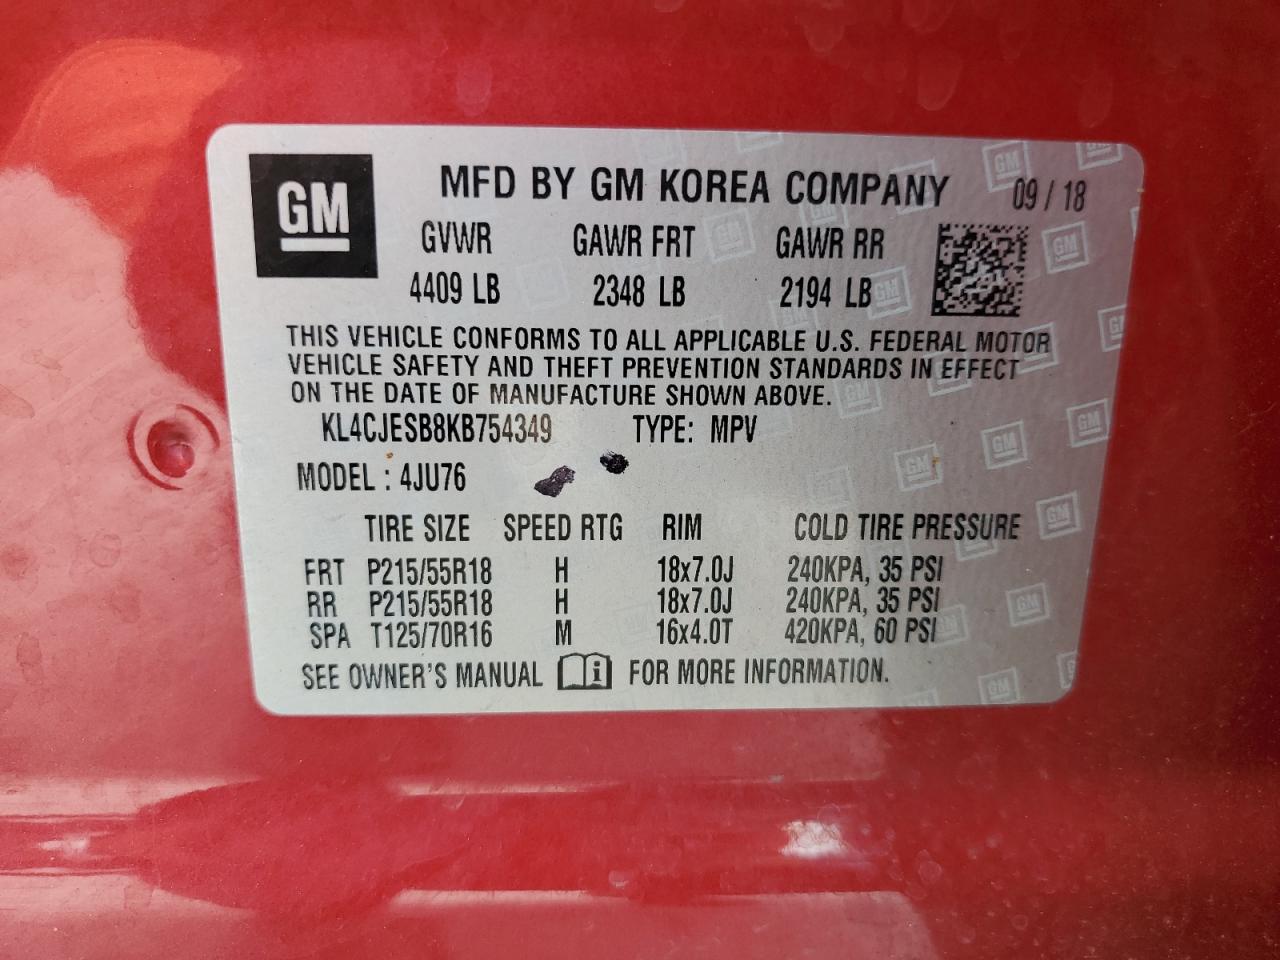 GM
MFD BY GM KOREA COMPANY 09 / 18
GVWR GAWR FRT GAWR RR
4409 LB 2348 LB 2194 LB
THIS VEHICLE CONFORMS TO ALL APPLICABLE U.S. FEDERAL MOTOR
VEHICLE SAFETY AND THEFT PREVENTION STANDARDS IN EFFECT
ON THE DATE OF MANUFACTURE SHOWN ABOVE.
KL4CJESB8KB754349 TYPE: MPV
MODEL : 4JU76
TIRE SIZE SPEED RTG RIM COLD TIRE PRESSURE
FRT P215/55R18 H 18x7.0J 240KPA, 35 PSI
RR P215/55R18 H 18x7.0J 240KPA, 35 PSI
SPA T125/70R16 M 16x4.0T 420KPA, 60 PSI
SEE OWNER'S MANUAL i FOR MORE INFORMATION.